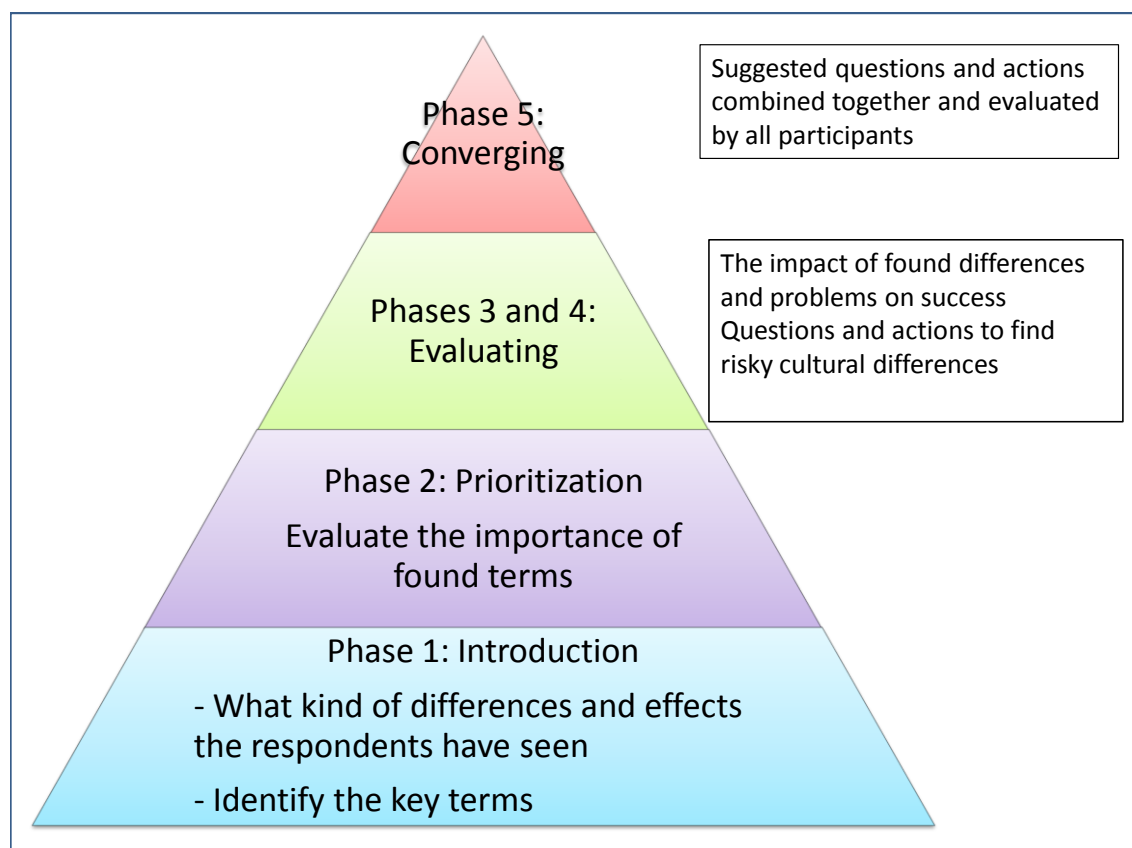 Phase 5:
Converging
Suggested questions and actions
combined together and evaluated
by all participants
Phases 3 and 4:
Evaluating
The impact of found differences
and problems on success
Questions and actions to find
risky cultural differences
Phase 2: Prioritization
Evaluate the importance of
found terms
Phase 1: Introduction
- What kind of differences and effects
the respondents have seen
- Identify the key terms